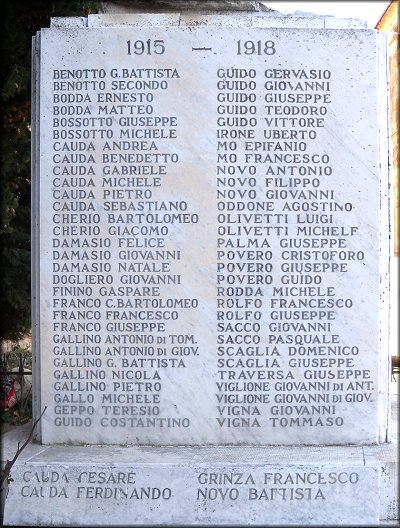 1915 — 1918
BENOTTO G. BATTISTA
BENOTTO SECONDO
BODDA ERNESTO
BODDA MATTEO
BOSSOTTO GIUSEPPE
BOSSOTTO MICHELE
CAUDA ANDREA
CAUDA BENEDETTO
CAUDA GABRIELE
CAUDA MICHELE
CAUDA PIETRO
CAUDA SEBASTIANO
CHERIO BARTOLOMEO
CHERIO GIACOMO
DAMASIO FELICE
DAMASIO GIOVANNI
DAMASIO NATALE
DOGLIERO GIOVANNI
FININO GASPARE
FRANCO C. BARTOLOMEO
FRANCO FRANCESCO
FRANCO GIUSEPPE
GALLINO ANTONIO DI TOM.
GALLINO ANTONIO DI GIOV.
GALLINO G. BATTISTA
GALLINO NICOLA
GALLINO PIETRO
GALLO MICHELE
GEPPO TERESIO
GUIDO COSTANTINO
GUIDO GERVASIO
GUIDO GIOVANNI
GUIDO GIUSEPPE
GUIDO TEODORO
GUIDO VITTORE
IRONE UBERTO
MO EPIFANIO
MO FRANCESCO
NOVO ANTONIO
NOVO FILIPPO
NOVO GIOVANNI
ODDONE AGOSTINO
OLIVETTI LUIGI
OLIVETTI MICHELE
PALMA GIUSEPPE
POVERO CRISTOFORO
POVERO GIUSEPPE
POVERO GUIDO
RODDA MICHELE
ROLFO FRANCESCO
ROLFO GIUSEPPE
SACCO GIOVANNI
SACCO PASQUALE
SCAGLIA DOMENICO
SCAGLIA GIUSEPPE
TRAVERSA GIUSEPPE
VIGLIONE GIOVANNI DI ANT.
VIGLIONE GIOVANNI DI GIOV.
VIGNA GIOVANNI
VIGNA TOMMASO
CAUDA CESARE
CAUDA FERDINANDO
GRINZA FRANCESCO
NOVO BATTISTA